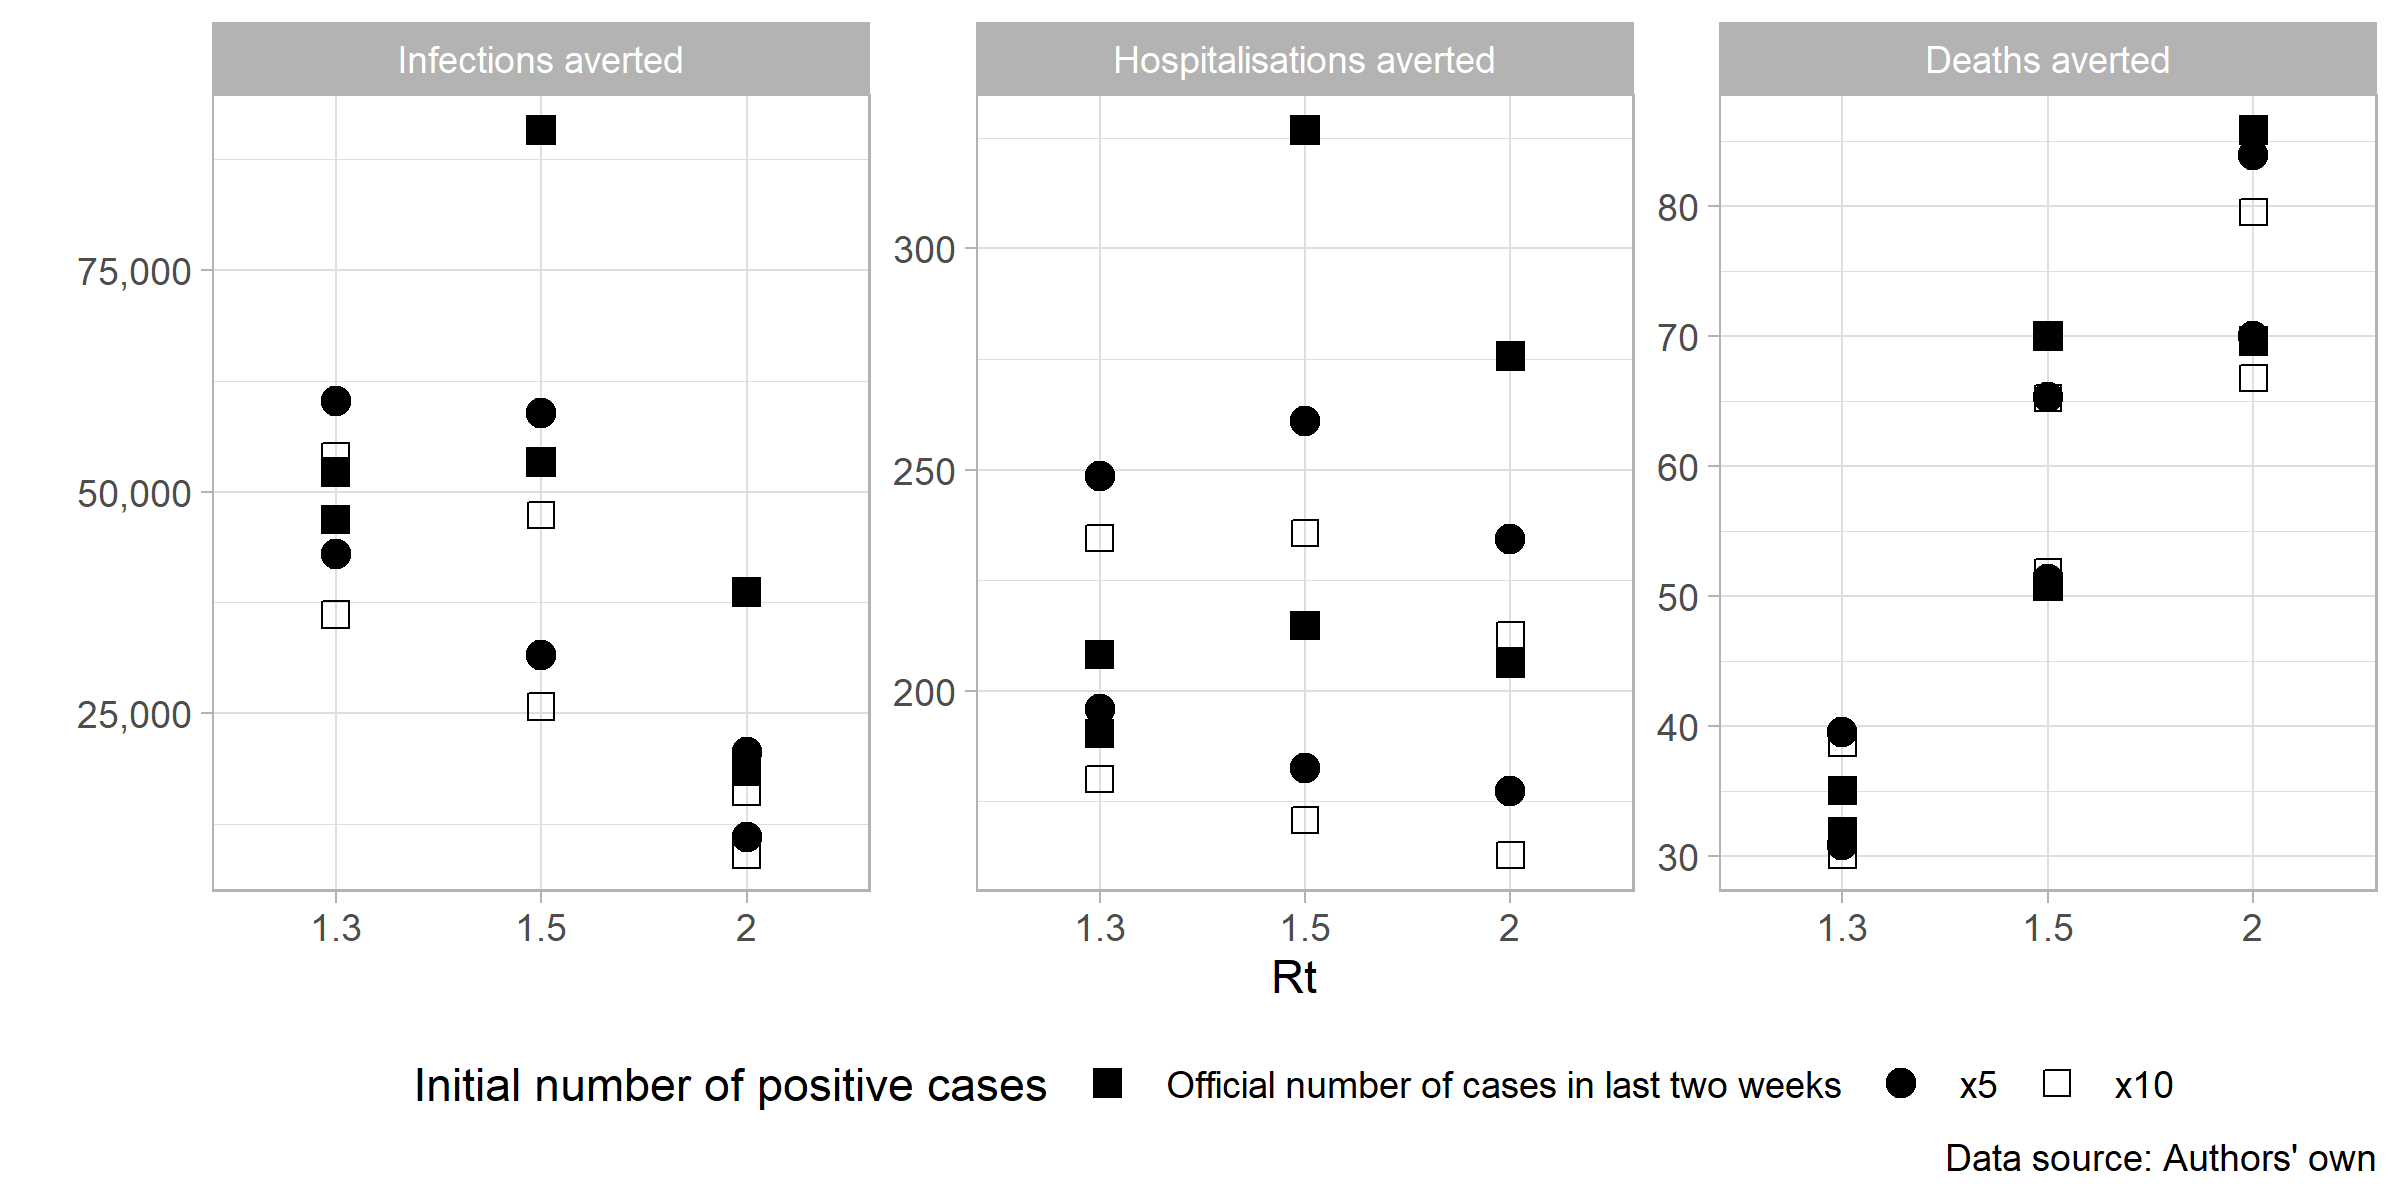 Infections averted
Hospitalisations averted
Deaths averted
75,000
50,000
25,000
300
250
200
80
70
60
50
40
30
1.3 1.5 2
1.3 1.5 2
1.3 1.5 2
Rt
Initial number of positive cases Official number of cases in last two weeks x5 x10
Data source: Authors' own